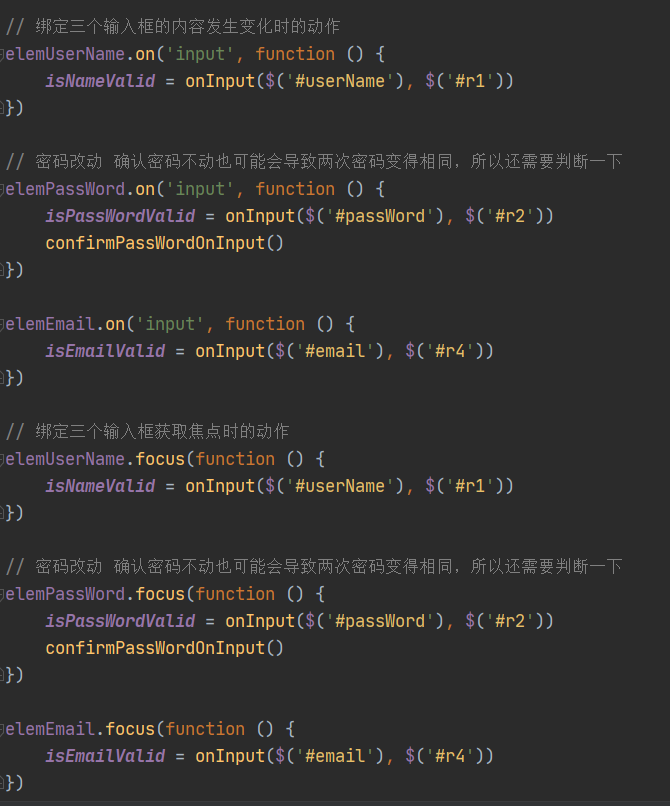 // 绑定三个输入框的内容发生变化时的动作
elemUserName.on('input', function () {
    isNameValid = onInput($('#userName'), $('#r1'))
})

// 密码改动 确认密码不动也可能会导致两次密码变得相同，所以还需要判断一下
elemPassWord.on('input', function () {
    isPassWordValid = onInput($('#passWord'), $('#r2'))
    confirmPassWordOnInput()
})

elemEmail.on('input', function () {
    isEmailValid = onInput($('#email'), $('#r4'))
})

// 绑定三个输入框获取焦点时的动作
elemUserName.focus(function () {
    isNameValid = onInput($('#userName'), $('#r1'))
})

// 密码改动 确认密码不动也可能会导致两次密码变得相同，所以还需要判断一下
elemPassWord.focus(function () {
    isPassWordValid = onInput($('#passWord'), $('#r2'))
    confirmPassWordOnInput()
})

elemEmail.focus(function () {
    isEmailValid = onInput($('#email'), $('#r4'))
})